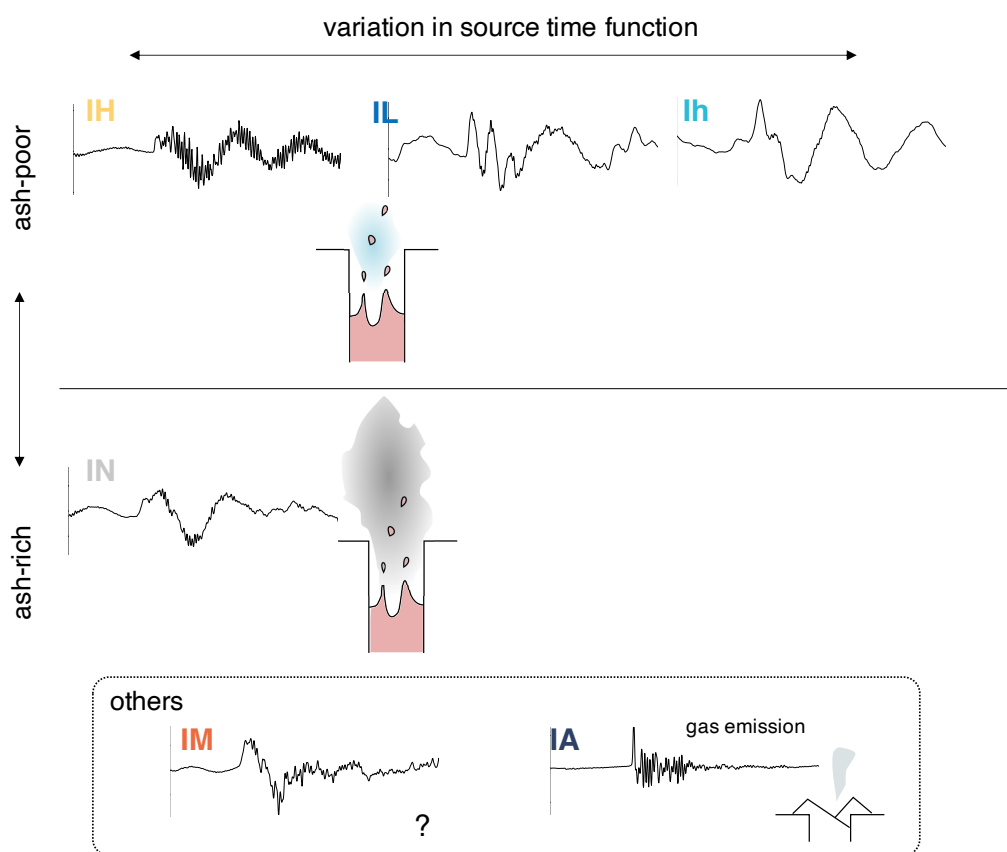 variation in source time function
IH
IL
Ih
ash-poor
IN
ash-rich
others
IM
IA
gas emission
?